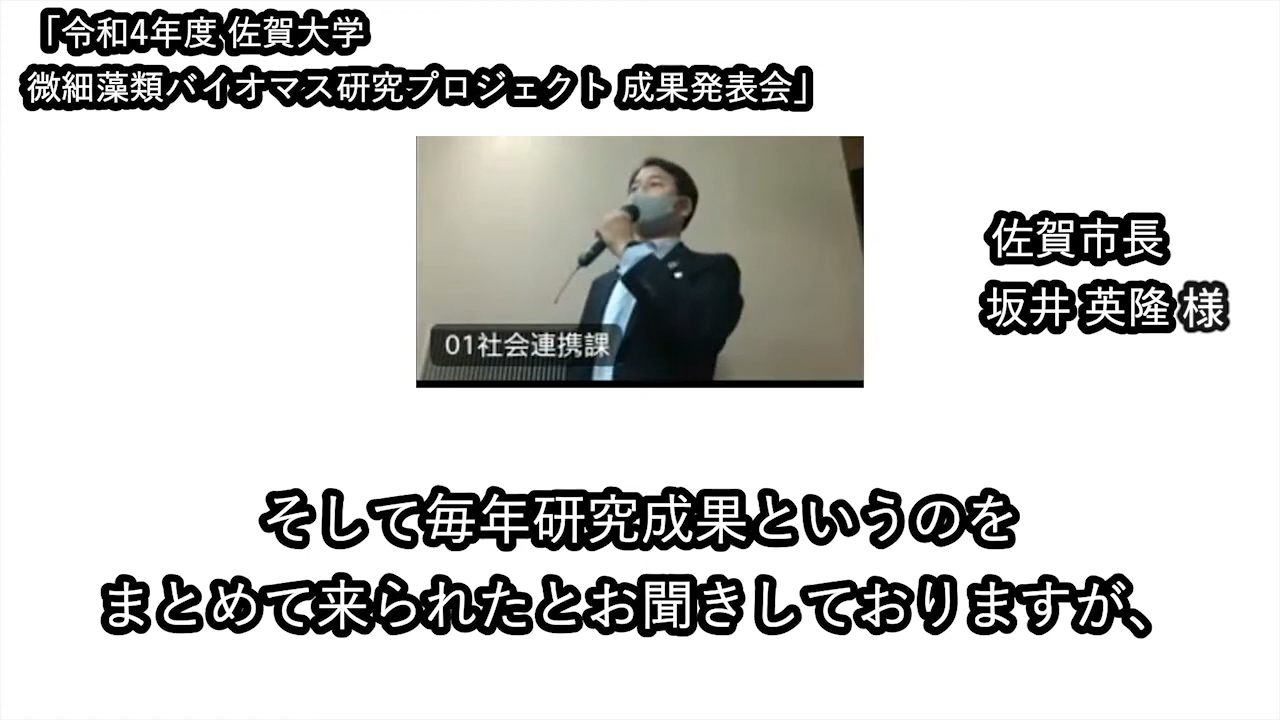 「令和4年度 佐賀大学
微細藻類バイオマス研究プロジェクト 成果発表会」
佐賀市長
坂井 英隆 様
01社会連携課
そして毎年研究成果というのを
まとめて来られたとお聞きしておりますが、